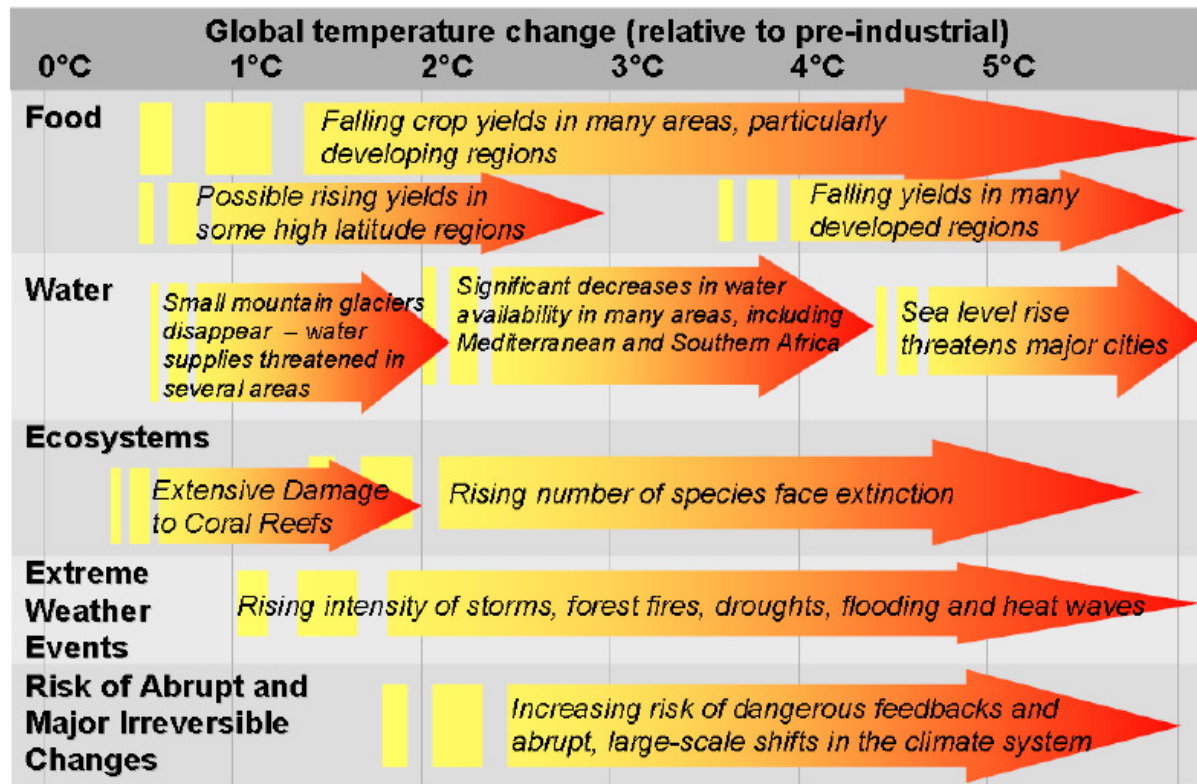 Global temperature change (relative to pre-industrial)
0°C 1°C 2°C 3°C 4°C 5°C
Food
Falling crop yields in many areas, particularly
developing regions
Possible rising yields in
some high latitude regions
Falling yields in many
developed regions
Water
Small mountain glaciers
disappear – water
supplies threatened in
several areas
Significant decreases in water
availability in many areas, including
Mediterranean and Southern Africa
Sea level rise
threatens major cities
Ecosystems
Extensive Damage
to Coral Reefs
Rising number of species face extinction
Extreme
Weather
Events
Rising intensity of storms, forest fires, droughts, flooding and heat waves
Risk of Abrupt and
Major Irreversible
Changes
Increasing risk of dangerous feedbacks and
abrupt, large-scale shifts in the climate system